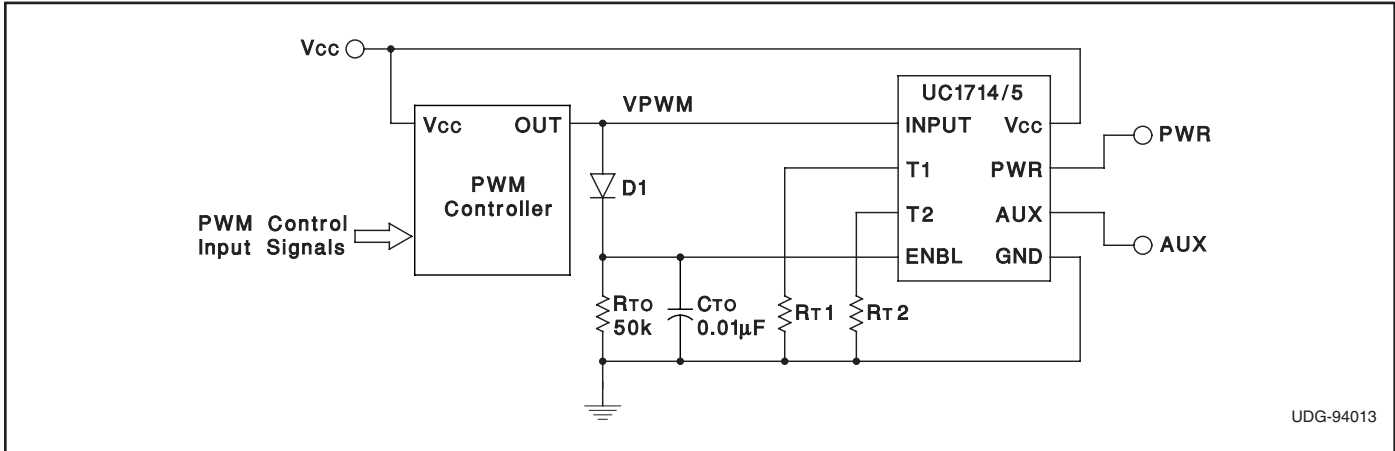 Vcc
UC1714/5
VPWM
Vcc OUT
INPUT Vcc
PWR
T1 PWR
D1
PWM
Controller
T2 AUX
PWM Control
Input Signals
AUX
ENBL GND
RTO
50k
CTO
0.01μF
RT1
RT2
UDG-94013